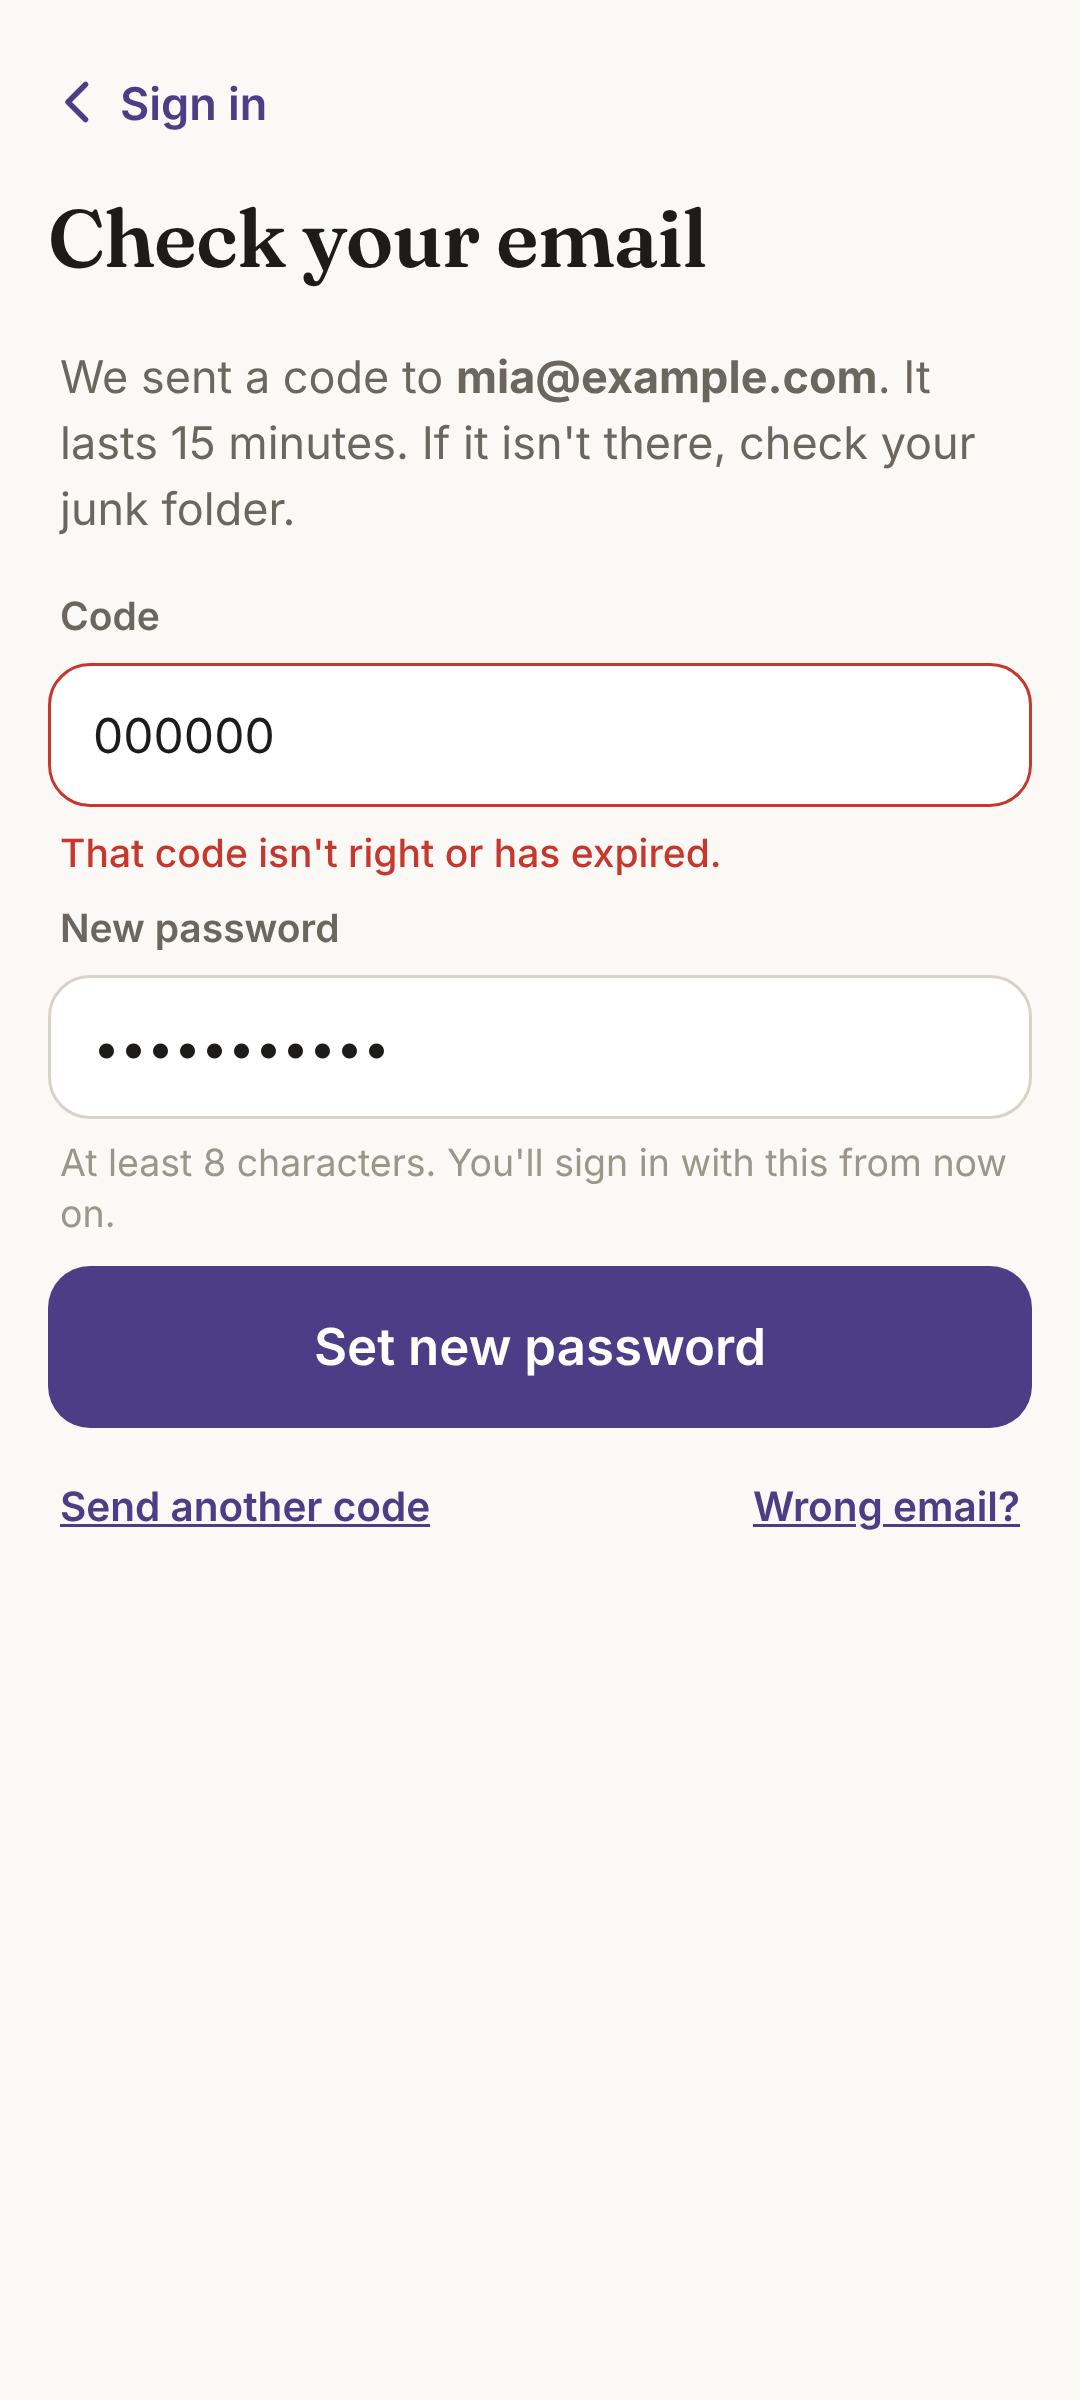 Sign in
Check your email
We sent a code to mia@example.com. It
lasts 15 minutes. If it isn't there, check your
junk folder.
Code
000000
That code isn't right or has expired.
New password
•••••••••••
At least 8 characters. You'll sign in with this from now
on.
Set new password
Send another code
Wrong email?